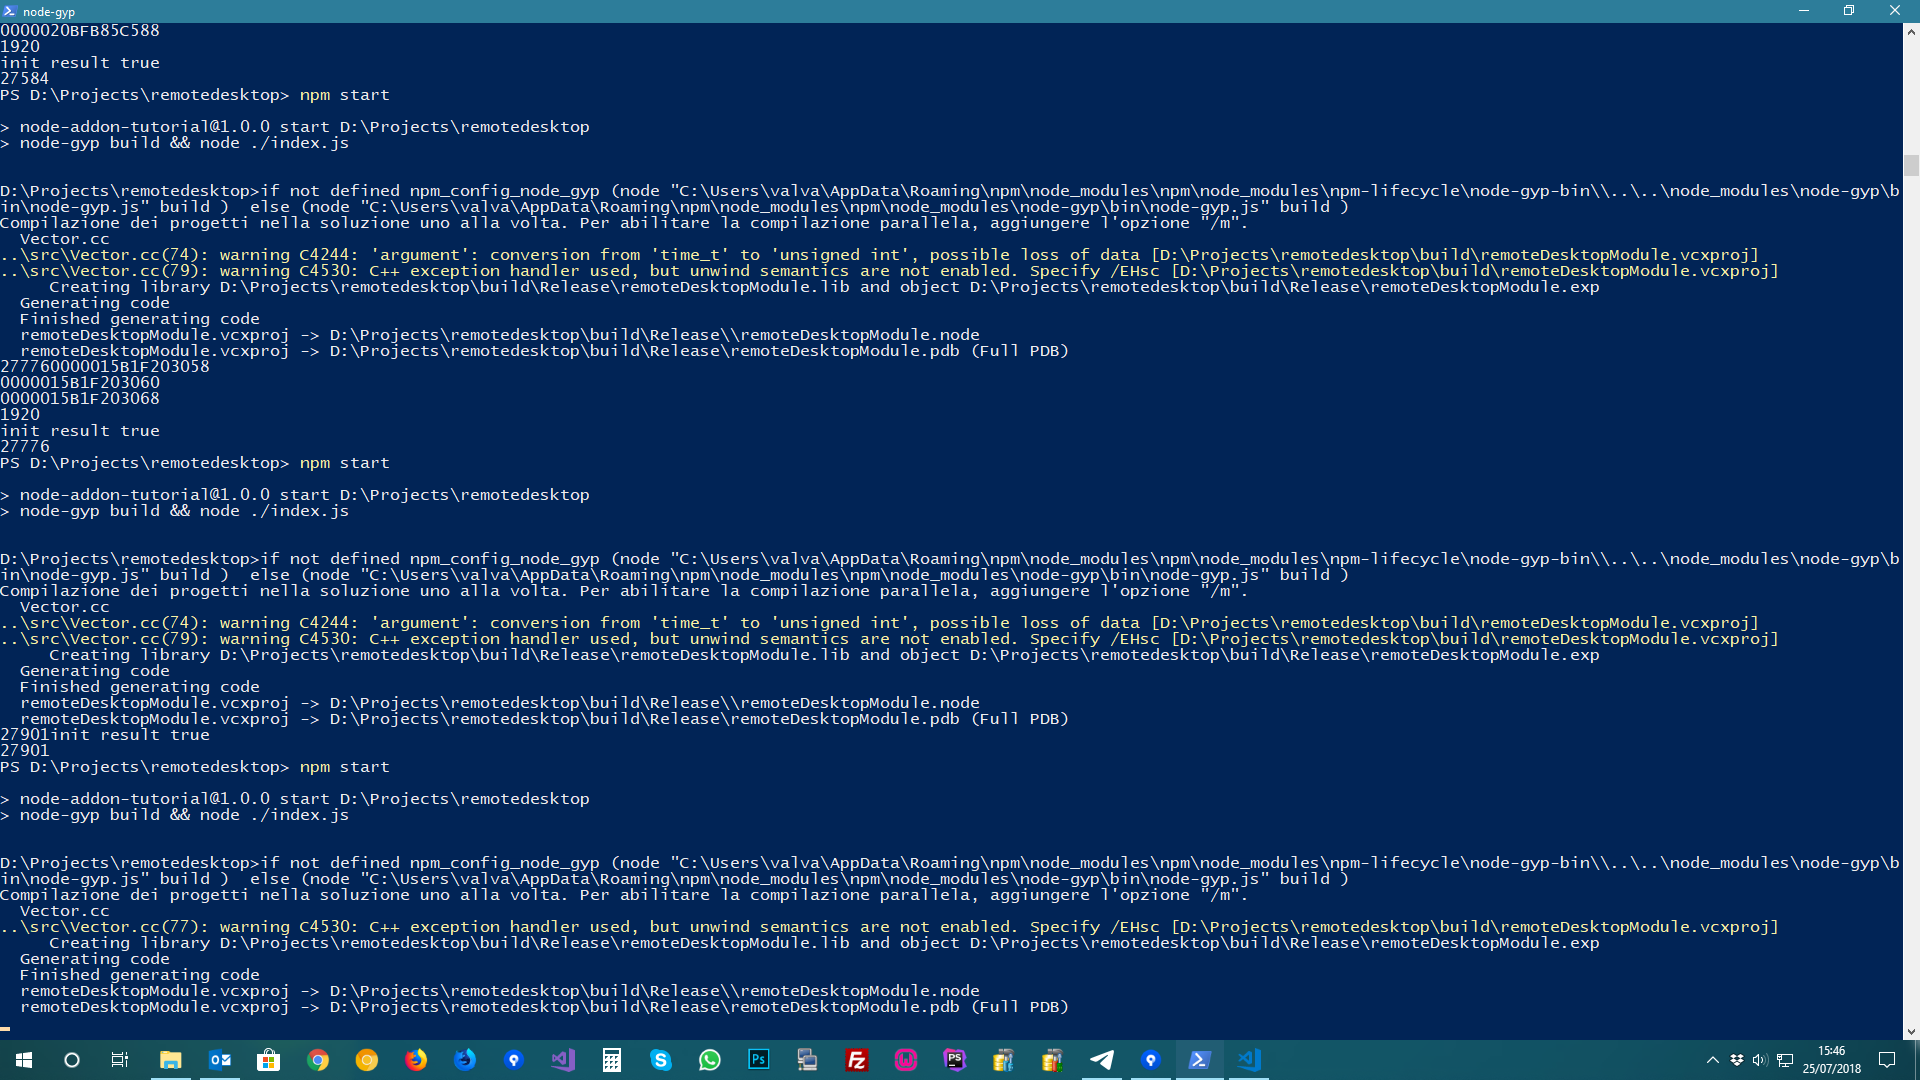 node-gyp
0000020BFB85C588
1920
init result true
27584
PS D:\Projects\remotedesktop> npm start
> node-addon-tutorial@1.0.0 start D:\Projects\remotedesktop
> node-gyp build && node ./index.js
D:\Projects\remotedesktop>if not defined npm_config_node_gyp (node "C:\Users\valva\AppData\Roaming\npm\node_modules\npm\node_modules\npm-lifecycle\node-gyp-bin\\..\..\node_modules\node-gyp\b
in\node-gyp.js" build )  else (node "C:\Users\valva\AppData\Roaming\npm\node_modules\npm\node_modules\node-gyp\bin\node-gyp.js" build )
Compilazione dei progetti nella soluzione uno alla volta. Per abilitare la compilazione parallela, aggiungere l'opzione "/m".
  Vector.cc
..\src\Vector.cc(74): warning C4244: 'argument': conversion from 'time_t' to 'unsigned int', possible loss of data [D:\Projects\remotedesktop\build\remoteDesktopModule.vcxproj]
..\src\Vector.cc(79): warning C4530: C++ exception handler used, but unwind semantics are not enabled. Specify /EHsc [D:\Projects\remotedesktop\build\remoteDesktopModule.vcxproj]
     Creating library D:\Projects\remotedesktop\build\Release\remoteDesktopModule.lib and object D:\Projects\remotedesktop\build\Release\remoteDesktopModule.exp
  Generating code
  Finished generating code
  remoteDesktopModule.vcxproj -> D:\Projects\remotedesktop\build\Release\\remoteDesktopModule.node
  remoteDesktopModule.vcxproj -> D:\Projects\remotedesktop\build\Release\remoteDesktopModule.pdb (Full PDB)
277760000015B1F203058
0000015B1F203060
0000015B1F203068
1920
init result true
27776
PS D:\Projects\remotedesktop> npm start
> node-addon-tutorial@1.0.0 start D:\Projects\remotedesktop
> node-gyp build && node ./index.js
D:\Projects\remotedesktop>if not defined npm_config_node_gyp (node "C:\Users\valva\AppData\Roaming\npm\node_modules\npm\node_modules\npm-lifecycle\node-gyp-bin\\..\..\node_modules\node-gyp\b
in\node-gyp.js" build )  else (node "C:\Users\valva\AppData\Roaming\npm\node_modules\npm\node_modules\node-gyp\bin\node-gyp.js" build )
Compilazione dei progetti nella soluzione uno alla volta. Per abilitare la compilazione parallela, aggiungere l'opzione "/m".
  Vector.cc
..\src\Vector.cc(74): warning C4244: 'argument': conversion from 'time_t' to 'unsigned int', possible loss of data [D:\Projects\remotedesktop\build\remoteDesktopModule.vcxproj]
..\src\Vector.cc(79): warning C4530: C++ exception handler used, but unwind semantics are not enabled. Specify /EHsc [D:\Projects\remotedesktop\build\remoteDesktopModule.vcxproj]
     Creating library D:\Projects\remotedesktop\build\Release\remoteDesktopModule.lib and object D:\Projects\remotedesktop\build\Release\remoteDesktopModule.exp
  Generating code
  Finished generating code
  remoteDesktopModule.vcxproj -> D:\Projects\remotedesktop\build\Release\\remoteDesktopModule.node
  remoteDesktopModule.vcxproj -> D:\Projects\remotedesktop\build\Release\remoteDesktopModule.pdb (Full PDB)
27901init result true
27901
PS D:\Projects\remotedesktop> npm start
> node-addon-tutorial@1.0.0 start D:\Projects\remotedesktop
> node-gyp build && node ./index.js
D:\Projects\remotedesktop>if not defined npm_config_node_gyp (node "C:\Users\valva\AppData\Roaming\npm\node_modules\npm\node_modules\npm-lifecycle\node-gyp-bin\\..\..\node_modules\node-gyp\b
in\node-gyp.js" build )  else (node "C:\Users\valva\AppData\Roaming\npm\node_modules\npm\node_modules\node-gyp\bin\node-gyp.js" build )
Compilazione dei progetti nella soluzione uno alla volta. Per abilitare la compilazione parallela, aggiungere l'opzione "/m".
  Vector.cc
..\src\Vector.cc(77): warning C4530: C++ exception handler used, but unwind semantics are not enabled. Specify /EHsc [D:\Projects\remotedesktop\build\remoteDesktopModule.vcxproj]
     Creating library D:\Projects\remotedesktop\build\Release\remoteDesktopModule.lib and object D:\Projects\remotedesktop\build\Release\remoteDesktopModule.exp
  Generating code
  Finished generating code
  remoteDesktopModule.vcxproj -> D:\Projects\remotedesktop\build\Release\\remoteDesktopModule.node
  remoteDesktopModule.vcxproj -> D:\Projects\remotedesktop\build\Release\remoteDesktopModule.pdb (Full PDB)
Ps
FZ
PS
15:46
25/07/2018